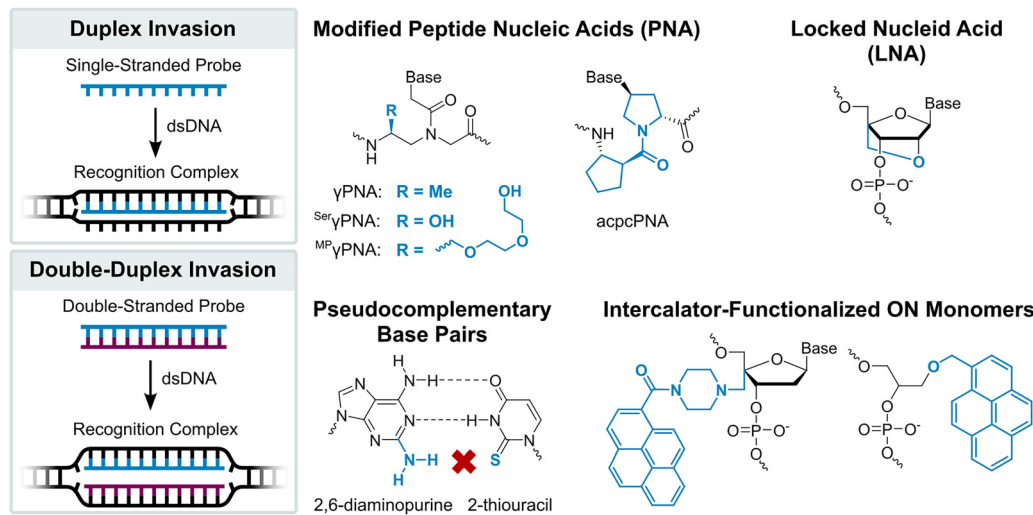 Duplex Invasion
Single-Stranded Probe
dsDNA
Recognition Complex
Double-Duplex Invasion
Double-Stranded Probe
dsDNA
Recognition Complex
Modified Peptide Nucleic Acids (PNA)
Base
R
O
O
N
N
H
γPNA: R = Me
SerγPNA: R = OH
MPγPNA: R =
O
O
OH
Base
N
O
NH
O
acpcPNA
Locked Nucleid Acid
(LNA)
O
O
Base
O
O
O=P-O-
O
Pseudocomplementary
Base Pairs
H
N-H
O
N
N
N
N
N
H-N
N
N-H
H
S
2,6-diaminopurine
2-thiouracil
Intercalator-Functionalized ON Monomers
O
N
N
O
O
Base
O
O=P-O-
O
O
O
O
O=P-O-
O